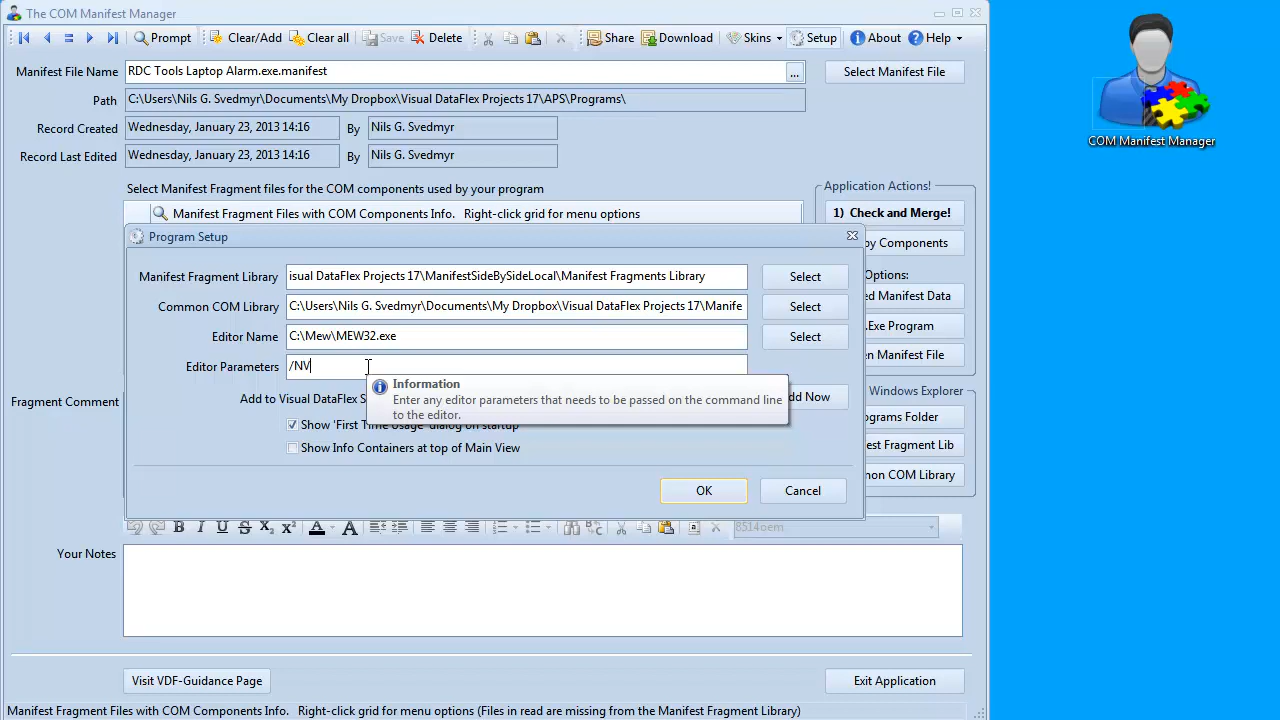 The COM Manifest Manager
Prompt Clear/Add Clear all Save Delete Share Download Skins Setup About Help
Manifest File Name RDC Tools Laptop Alarm.exe.manifest ... Select Manifest File
Path C:\Users\Nils G. Svedmyr\Documents\My Dropbox\Visual DataFlex Projects 17\APS\Programs\
Record Created Wednesday, January 23, 2013 14:16 By Nils G. Svedmyr
Record Last Edited Wednesday, January 23, 2013 14:16 By Nils G. Svedmyr
COM Manifest Manager
Select Manifest Fragment files for the COM components used by your program
Application Actions!
Manifest Fragment Files with COM Components Info. Right-click grid for menu options
1) Check and Merge!
Program Setup
by Components
Manifest Fragment Library isual DataFlex Projects 17\ManifestSideBySideLocal\Manifest Fragments Library Select
Options:
Common COM Library C:\Users\Nils G. Svedmyr\Documents\My Dropbox\Visual DataFlex Projects 17\Manife Select
ed Manifest Data
Editor Name C:\Mew\MEW32.exe Select
.Exe Program
Editor Parameters /NV
en Manifest File
Information
Enter any editor parameters that needs to be passed on the command line
to the editor.
Add to Visual DataFlex S
dd Now
Windows Explorer
Fragment Comment
ograms Folder
Show 'First Time Usage' dialog on startup
Show Info Containers at top of Main View
est Fragment Lib
mon COM Library
OK Cancel
B I U S X₂ X² A A 8514oem
Your Notes
Visit VDF-Guidance Page Exit Application
Manifest Fragment Files with COM Components Info. Right-click grid for menu options (Files in read are missing from the Manifest Fragment Library)